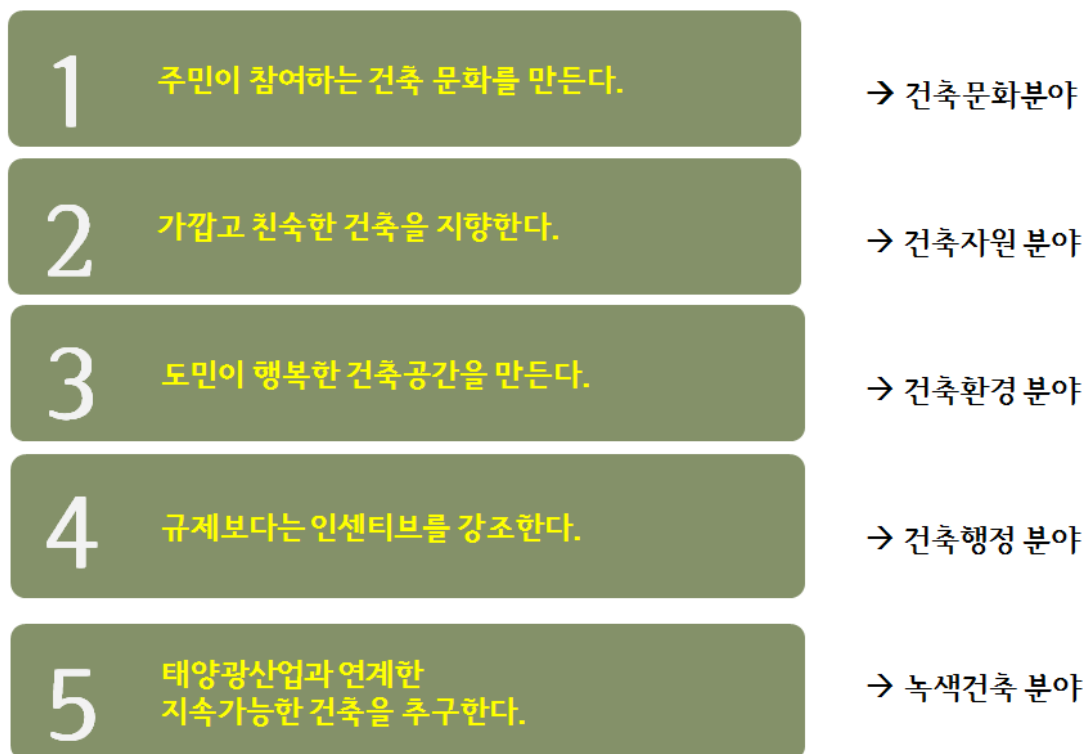 1
주민이 참여하는 건축 문화를 만든다.
→ 건축문화분야
2
가깝고 친숙한 건축을 지향한다.
→ 건축자원 분야
3
도민이 행복한 건축공간을 만든다.
→ 건축환경 분야
4
규제보다는 인센티브를 강조한다.
→ 건축행정 분야
5
태양광산업과 연계한
지속가능한 건축을 추구한다.
→ 녹색건축 분야